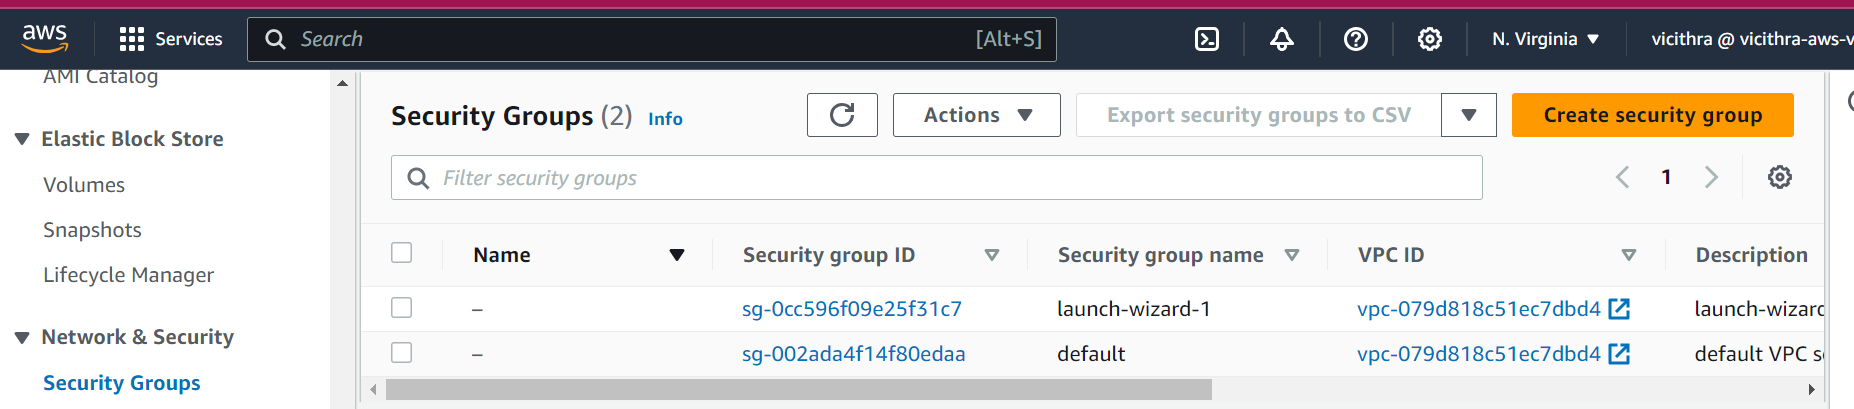 aws
Services
Search
[Alt+S]
N. Virginia
vicithra @ vicithra-aws-v
AMI Catalog
Elastic Block Store
Volumes
Snapshots
Lifecycle Manager
Network & Security
Security Groups
Security Groups (2) Info
Actions
Export security groups to CSV
Create security group
Filter security groups
1
Name Security group ID Security group name VPC ID Description
– sg-0cc596f09e25f31c7 launch-wizard-1 vpc-079d818c51ec7dbd4 launch-wizard
– sg-002ada4f14f80edaa default vpc-079d818c51ec7dbd4 default VPC s